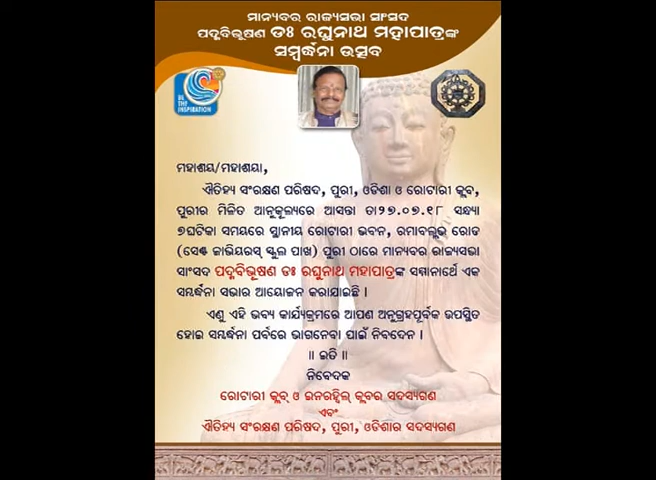 ମାନ୍ୟବର ରାଜ୍ୟସଭା ସାଂସଦ
ପଦ୍ମବିଭୂଷଣ ଡଃ ରଘୁନାଥ ମହାପାତ୍ରଙ୍କ
ସମ୍ବର୍ଦ୍ଧନା ଉତ୍ସବ
BE
THE
INSPIRATION
ମହାଶୟ/ମହାଶୟା,
ଐତିହ୍ୟ ସଂରକ୍ଷଣ ପରିଷଦ, ପୁରୀ, ଓଡିଶା ଓ ରୋଟାରୀ କ୍ଲବ,
ପୁରୀର ମିଳିତ ଆନୁକୂଲ୍ୟରେ ଆସନ୍ତା ତା୨୭.୦୭.୧୮ ସନ୍ଧ୍ୟା
୭ଘଟିକା ସମୟରେ ସ୍ଥାନୀୟ ରୋଟାରୀ ଭବନ, ରମାବଲ୍ଲଭ ରୋଡ
(ସେଣ୍ଟ ଜାଭିୟରସ୍ ସ୍କୁଲ ପାଖ) ପୁରୀ ଠାରେ ମାନ୍ୟବର ରାଜ୍ୟସଭା
ସାଂସଦ ପଦ୍ମବିଭୂଷଣ ଡଃ ରଘୁନାଥ ମହାପାତ୍ରଙ୍କ ସମ୍ମାନାର୍ଥେ ଏକ
ସମ୍ବର୍ଦ୍ଧନା ସଭାର ଆୟୋଜନ କରାଯାଇଛି ।
ଏଣୁ ଏହି ଭବ୍ୟ କାର୍ଯ୍ୟକ୍ରମରେ ଆପଣ ଅନୁଗ୍ରହପୂର୍ବକ ଉପସ୍ଥିତ
ହୋଇ ସମ୍ବର୍ଦ୍ଧନା ପର୍ବରେ ଭାଗନେବା ପାଇଁ ନିବେଦନ ।
॥ ଇତି ॥
ନିବେଦକ
ରୋଟାରୀ କ୍ଲବ୍ ଓ ଇନରହ୍ୱିଲ୍ କ୍ଲବର ସଦସ୍ୟଗଣ
ଏବଂ
ଐତିହ୍ୟ ସଂରକ୍ଷଣ ପରିଷଦ, ପୁରୀ, ଓଡିଶାର ସଦସ୍ୟଗଣ